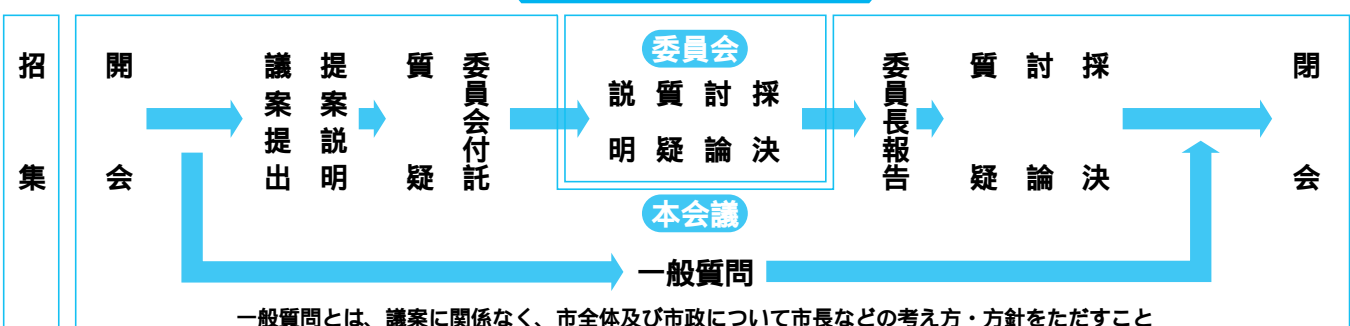 招集
開会
議案提出
提案説明
質疑
委員会付託
委員会
説明
質疑
討論
採決
委員長報告
質疑
討論
採決
閉会
本会議
一般質問
一般質問とは、議案に関係なく、市全体及び市政について市長などの考え方・方針をただすこと